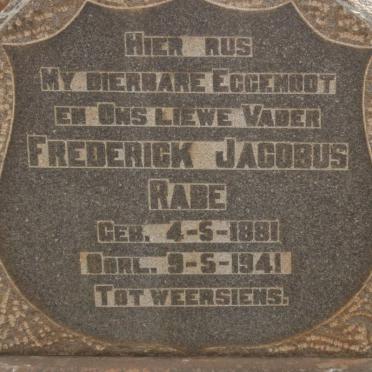 HIER RUS
MY DIERBARE EGGENOOT
EN ONS LIEWE VADER
FREDERICK JACOBUS
RABE
GEB. 4-5-1881
OORL. 9-5-1941
TOT WEERSIENS.